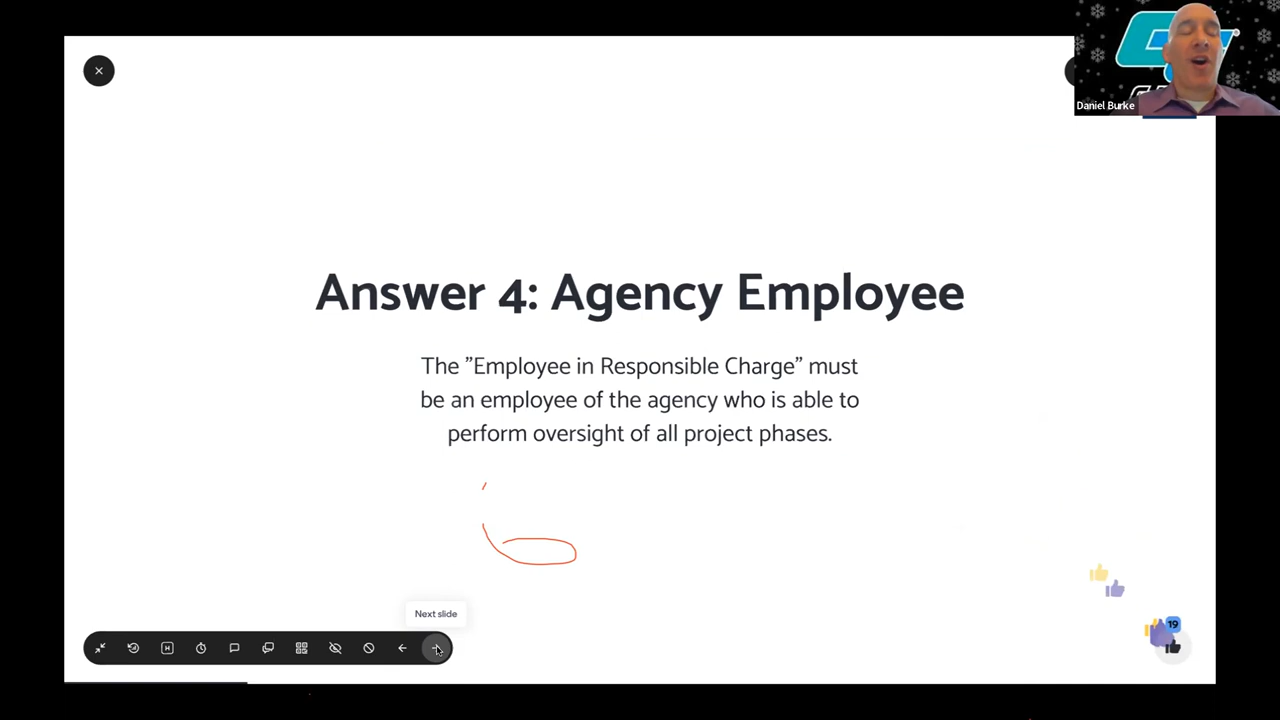 Daniel Burke
Answer 4: Agency Employee
The ”Employee in Responsible Charge” must
be an employee of the agency who is able to
perform oversight of all project phases.
Next slide
19